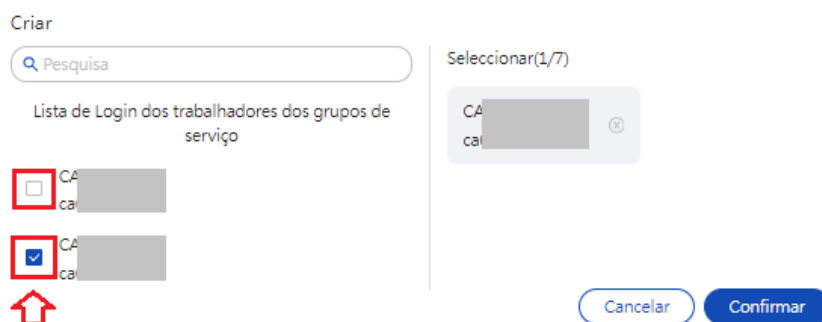 Criar
Pesquisa
Lista de Login dos trabalhadores dos grupos de
serviço
CA
ca
CA
ca
Seleccionar(1/7)
CA
ca
Cancelar
Confirmar